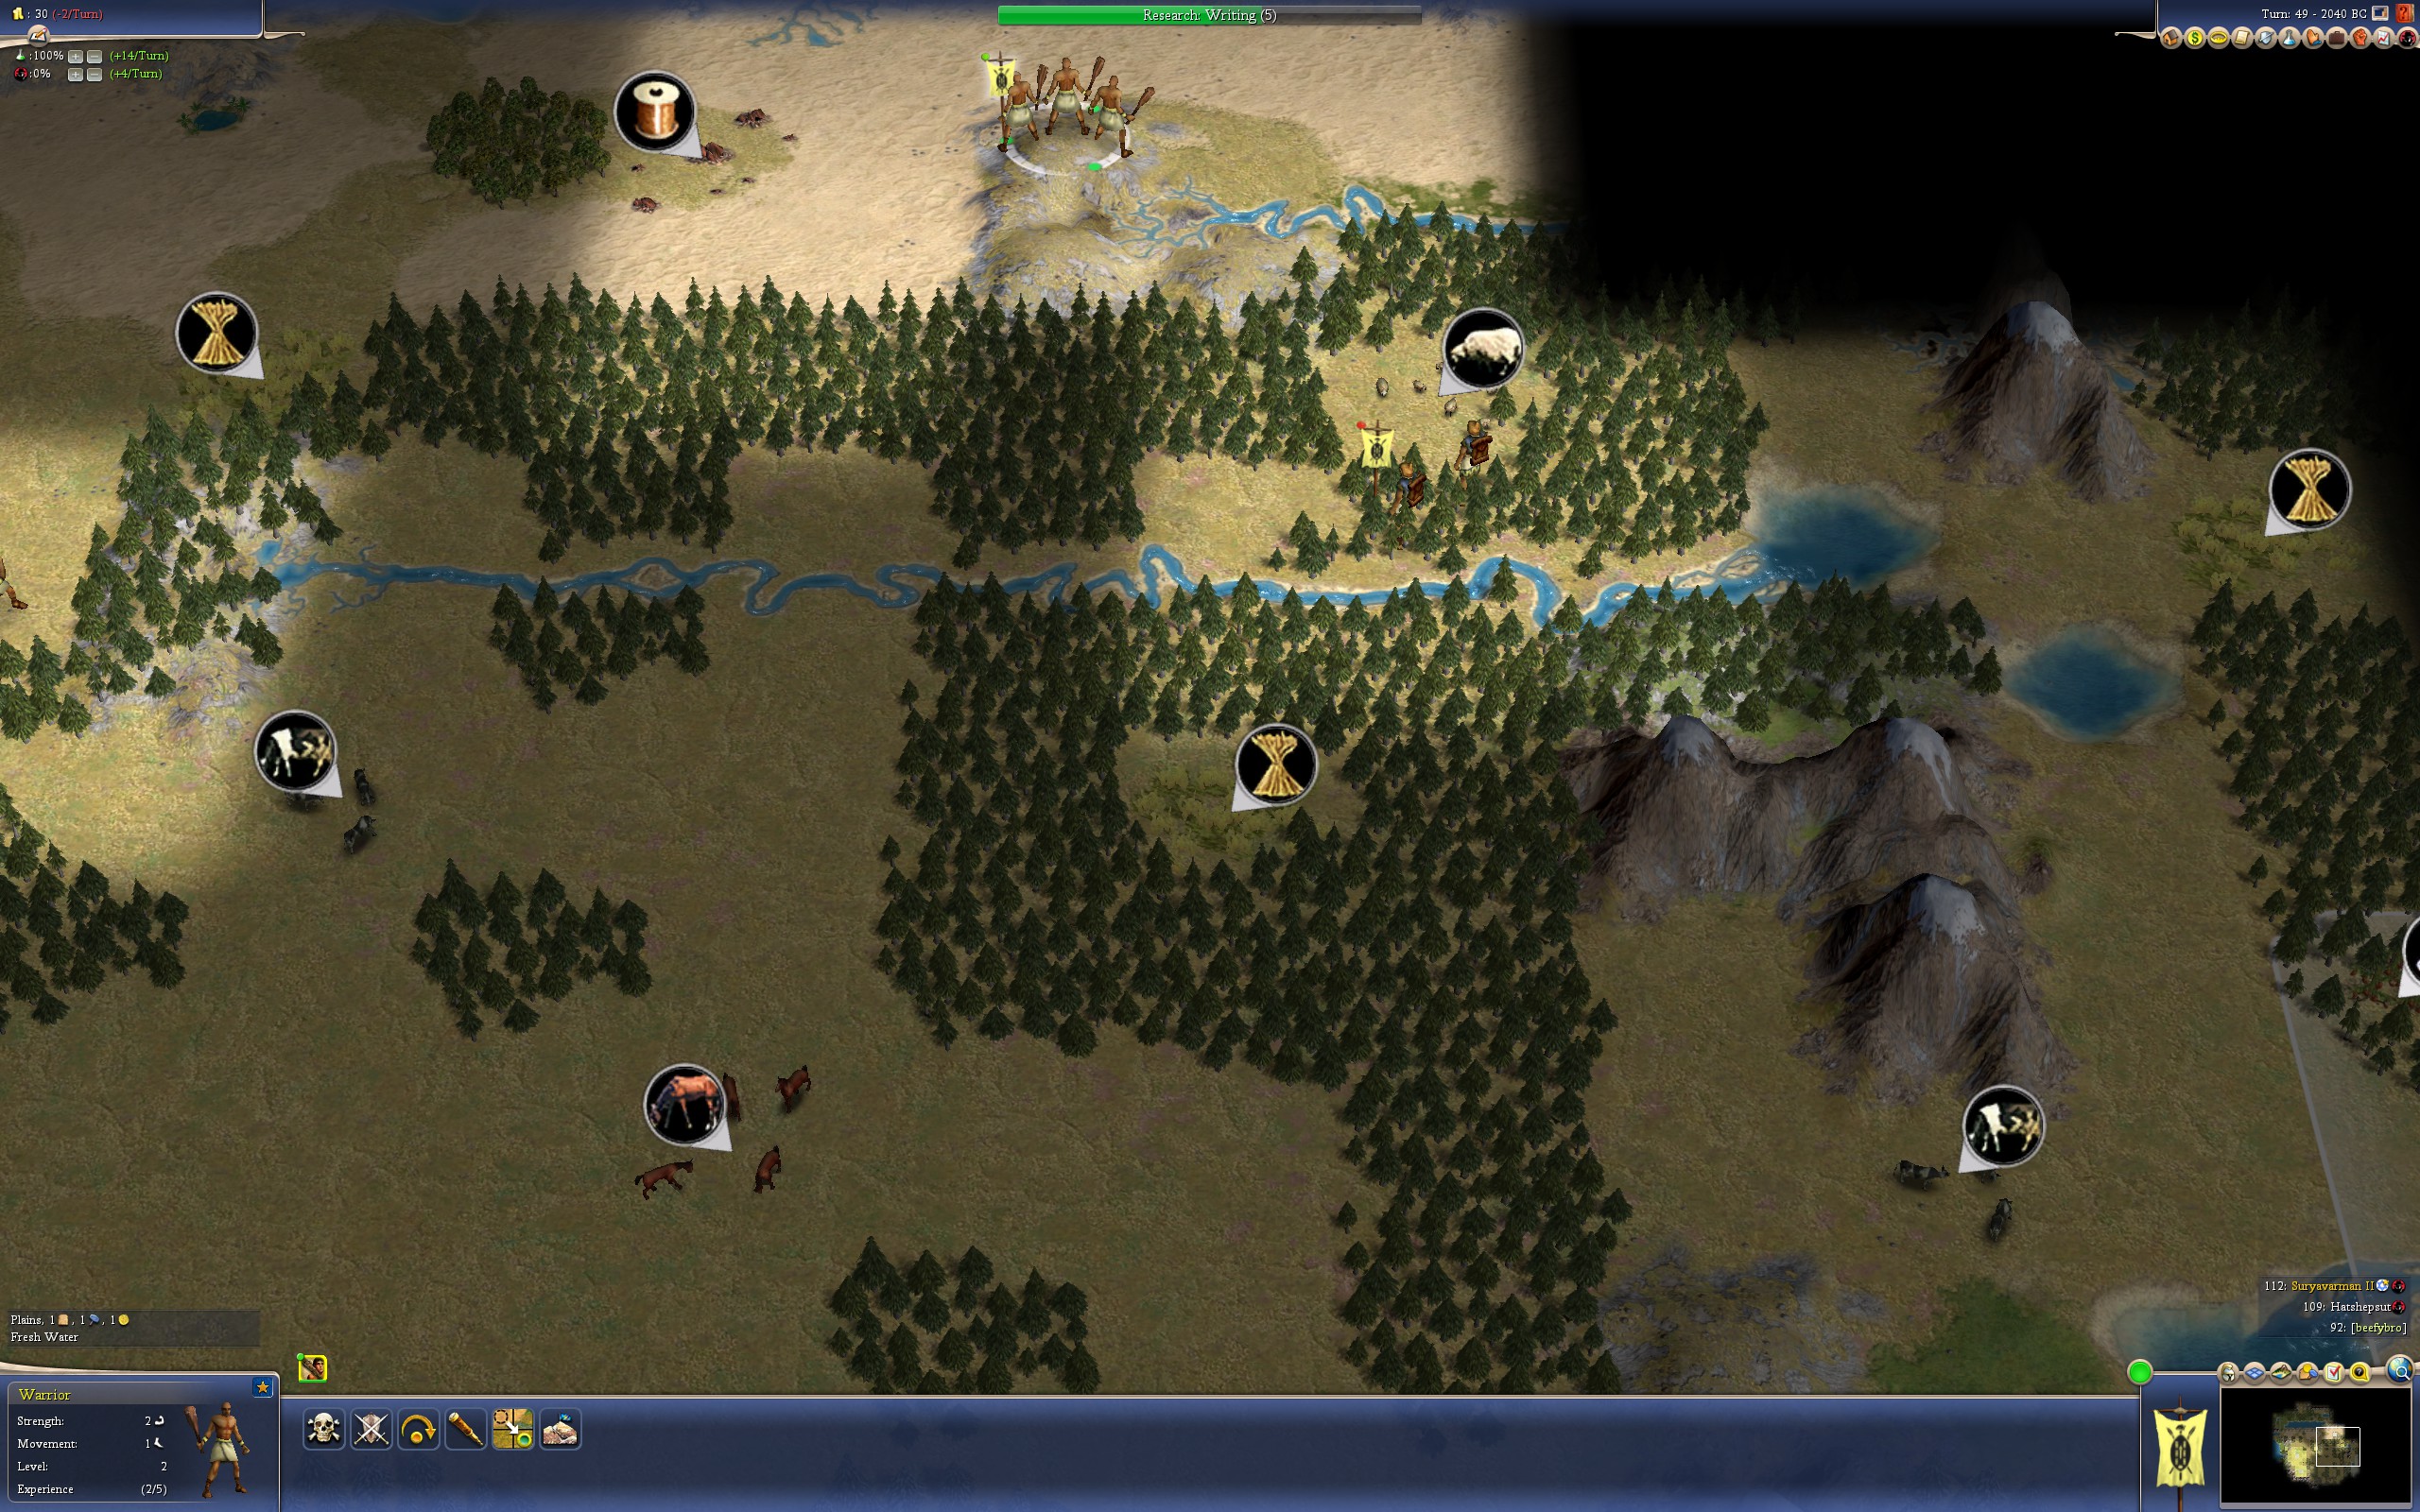 : 30 (-2/Turn)
Research: Writing (5)
Turn: 49 - 2040 BC
:100% (+14/Turn)
:0% (+4/Turn)
112: Suryavarman II
109: Hatshepsut
92: [beefybro]
Plains, 1 , 1 , 1
Fresh Water
Warrior
Strength: 2
Movement: 1
Level: 2
Experience (2/5)